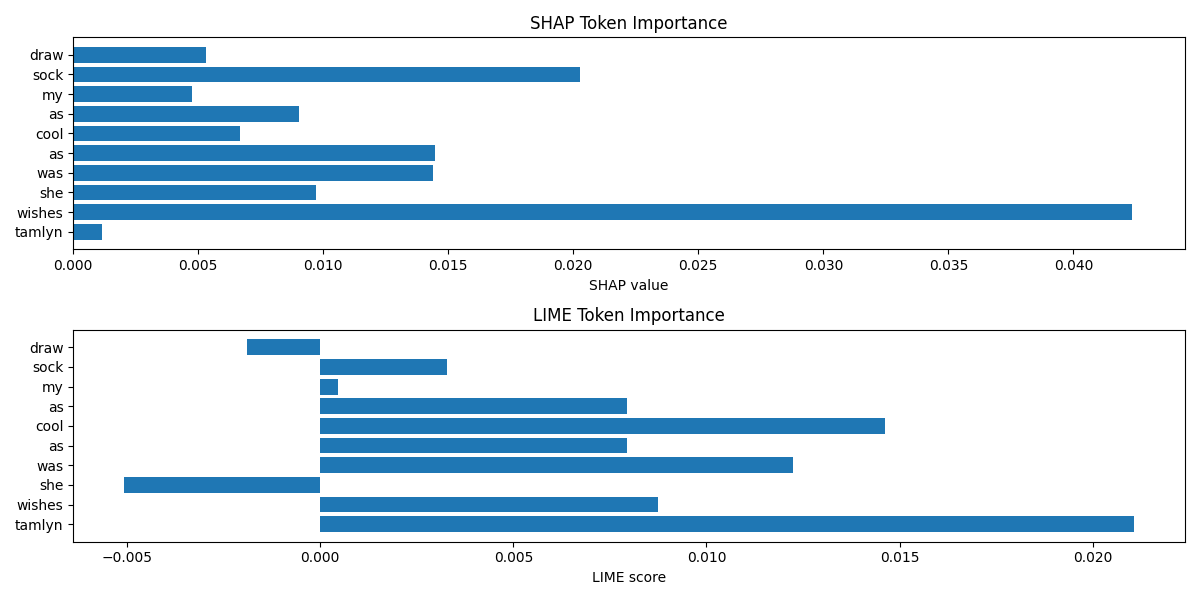 SHAP Token Importance
draw
sock
my
as
cool
as
was
she
wishes
tamlyn
0.000 0.005 0.010 0.015 0.020 0.025 0.030 0.035 0.040
SHAP value
LIME Token Importance
draw
sock
my
as
cool
as
was
she
wishes
tamlyn
−0.005 0.000 0.005 0.010 0.015 0.020
LIME score